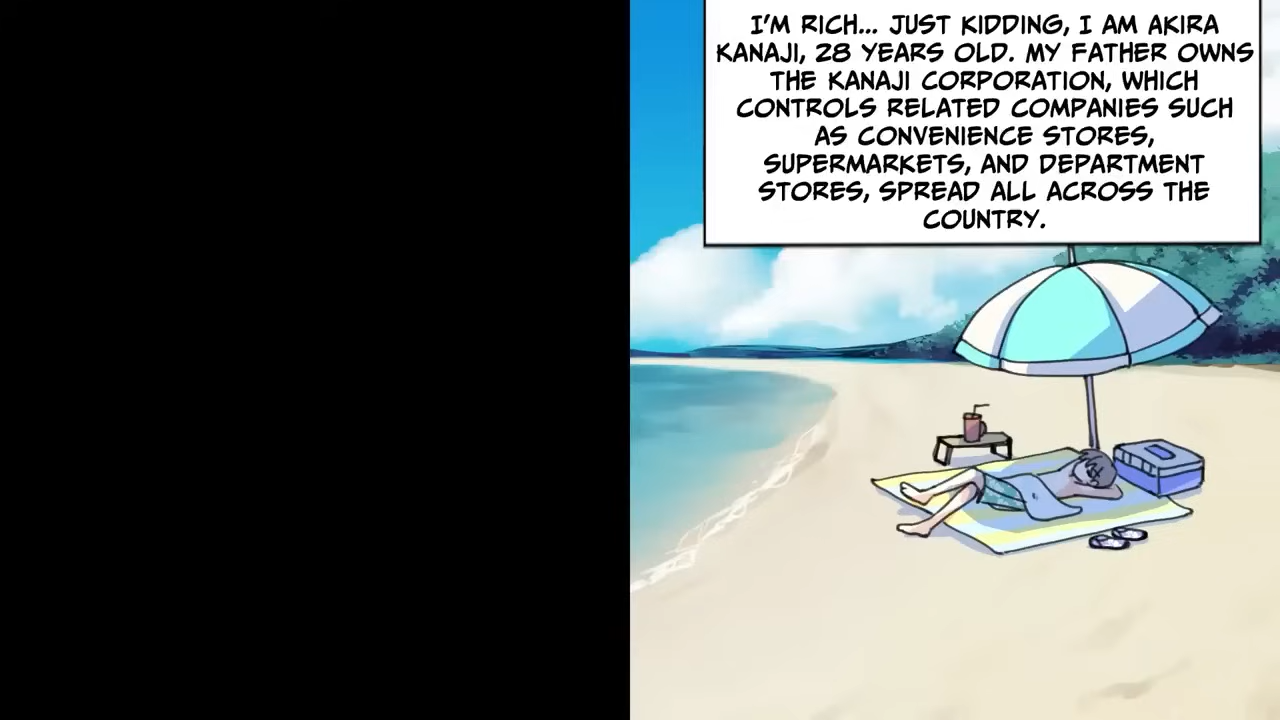 I'M RICH... JUST KIDDING, I AM AKIRA
KANAJI, 28 YEARS OLD. MY FATHER OWNS
THE KANAJI CORPORATION, WHICH
CONTROLS RELATED COMPANIES SUCH
AS CONVENIENCE STORES,
SUPERMARKETS, AND DEPARTMENT
STORES, SPREAD ALL ACROSS THE
COUNTRY.